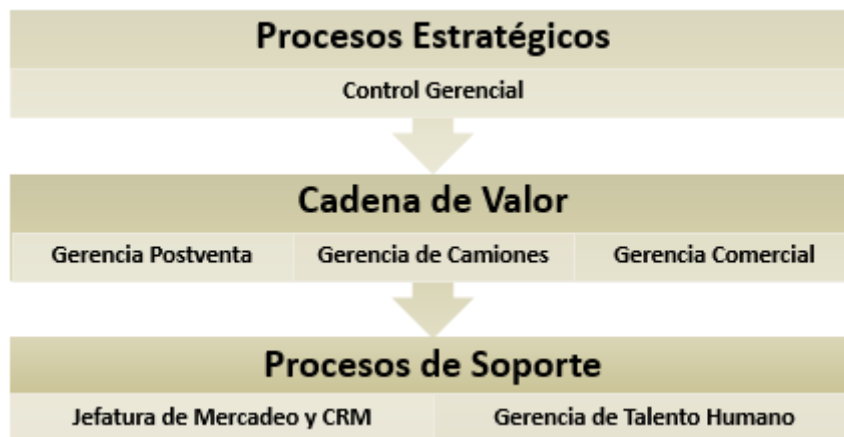 Procesos Estratégicos
Control Gerencial
Cadena de Valor
Gerencia Postventa
Gerencia de Camiones
Gerencia Comercial
Procesos de Soporte
Jefatura de Mercadeo y CRM
Gerencia de Talento Humano